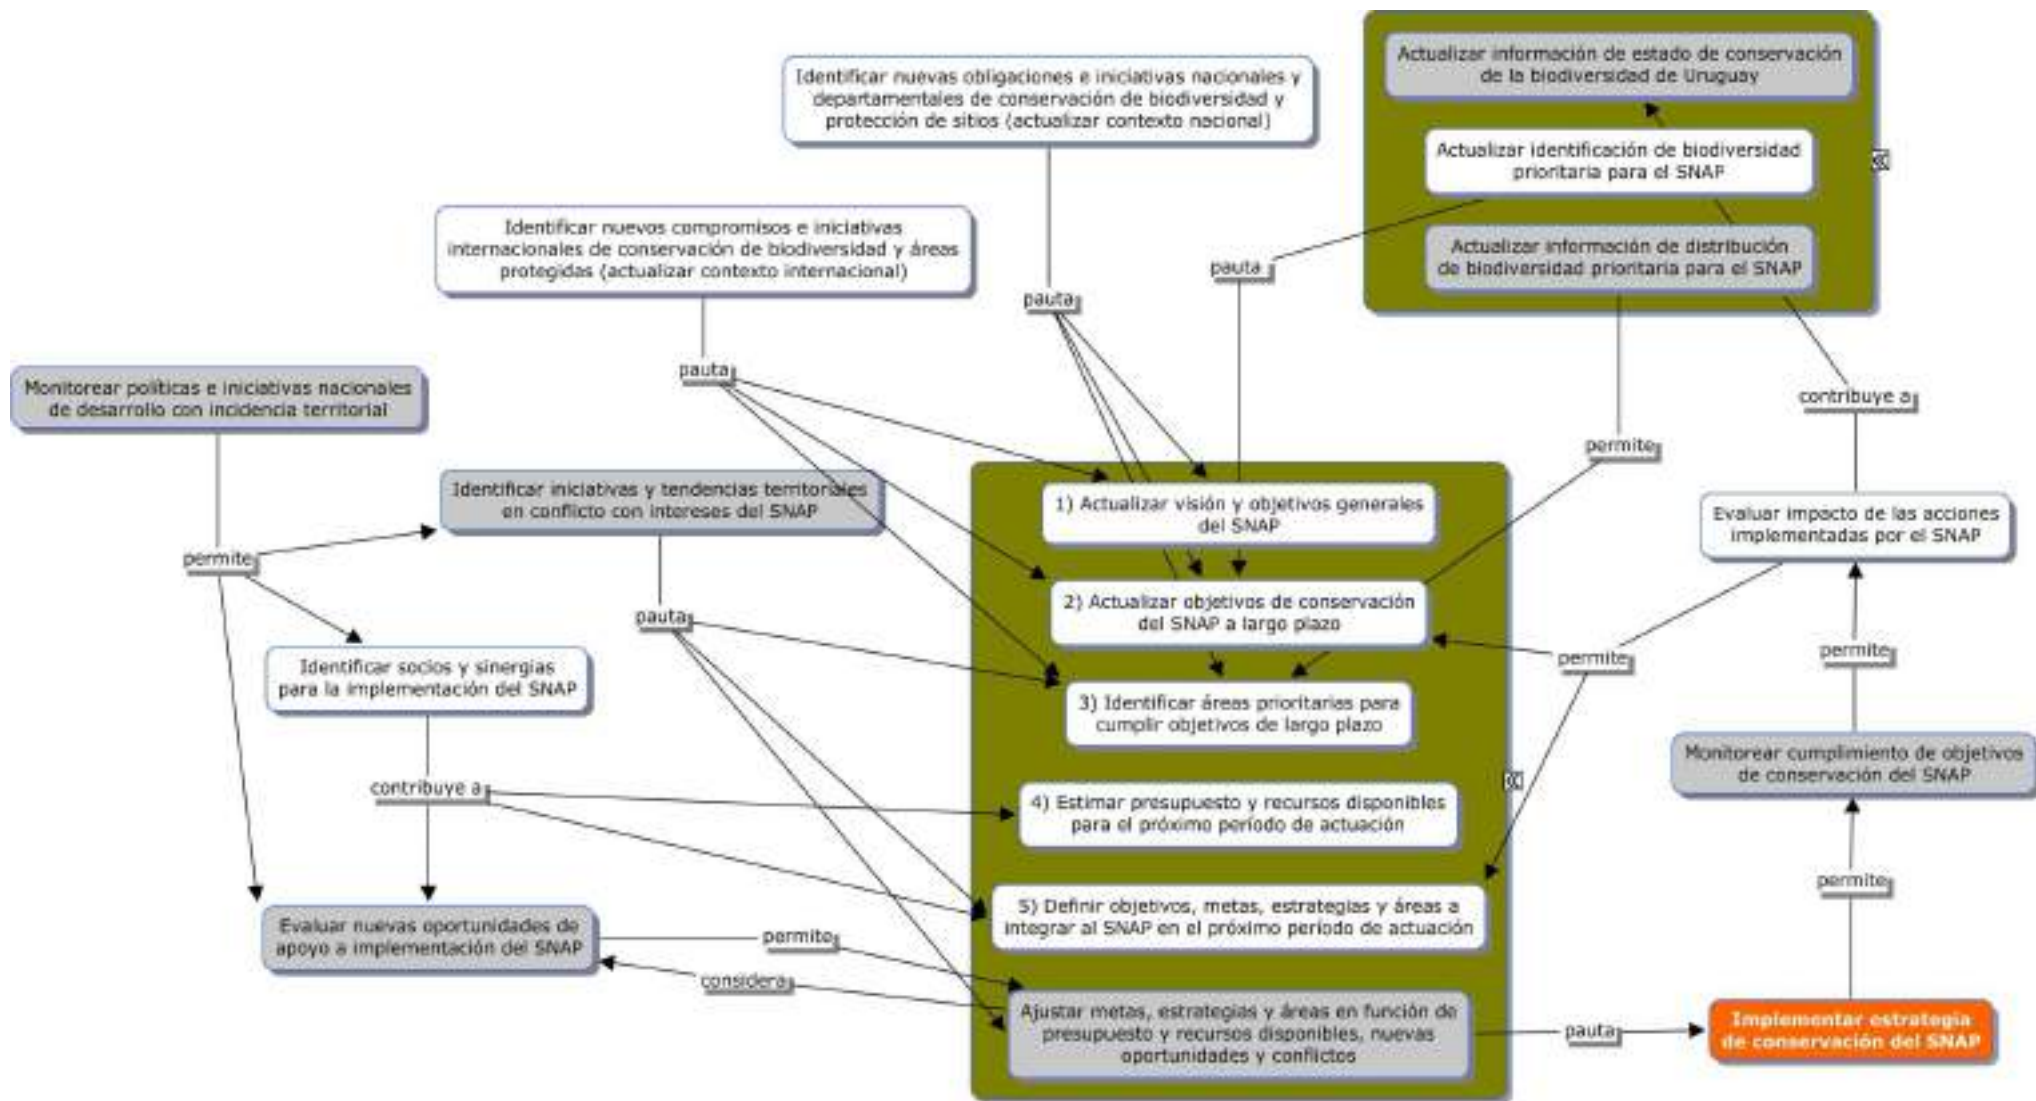 Actualizar información de estado de conservación
de la biodiversidad de Uruguay
Identificar nuevas obligaciones e iniciativas nacionales y
departamentales de conservación de biodiversidad y
protección de sitios (actualizar contexto nacional)
Actualizar identificación de biodiversidad
prioritaria para el SNAP
Identificar nuevos compromisos e iniciativas
internacionales de conservación de biodiversidad y áreas
protegidas (actualizar contexto internacional)
Actualizar información de distribución
de biodiversidad prioritaria para el SNAP
pauta
pauta
pauta
Monitorear políticas e iniciativas nacionales
de desarrollo con incidencia territorial
contribuye a
permite
Identificar iniciativas y tendencias territoriales
en conflicto con intereses del SNAP
1) Actualizar visión y objetivos generales
del SNAP
Evaluar impacto de las acciones
implementadas por el SNAP
permite
2) Actualizar objetivos de conservación
del SNAP a largo plazo
pauta
permite
permite
Identificar socios y sinergias
para la implementación del SNAP
3) Identificar áreas prioritarias para
cumplir objetivos de largo plazo
Monitorear cumplimiento de objetivos
de conservación del SNAP
contribuye a
4) Estimar presupuesto y recursos disponibles
para el próximo período de actuación
permite
5) Definir objetivos, metas, estrategias y áreas a
integrar al SNAP en el próximo período de actuación
Evaluar nuevas oportunidades de
apoyo a implementación del SNAP
permite
considera
Ajustar metas, estrategias y áreas en función de
presupuesto y recursos disponibles, nuevas
oportunidades y conflictos
pauta
Implementar estrategia
de conservación del SNAP